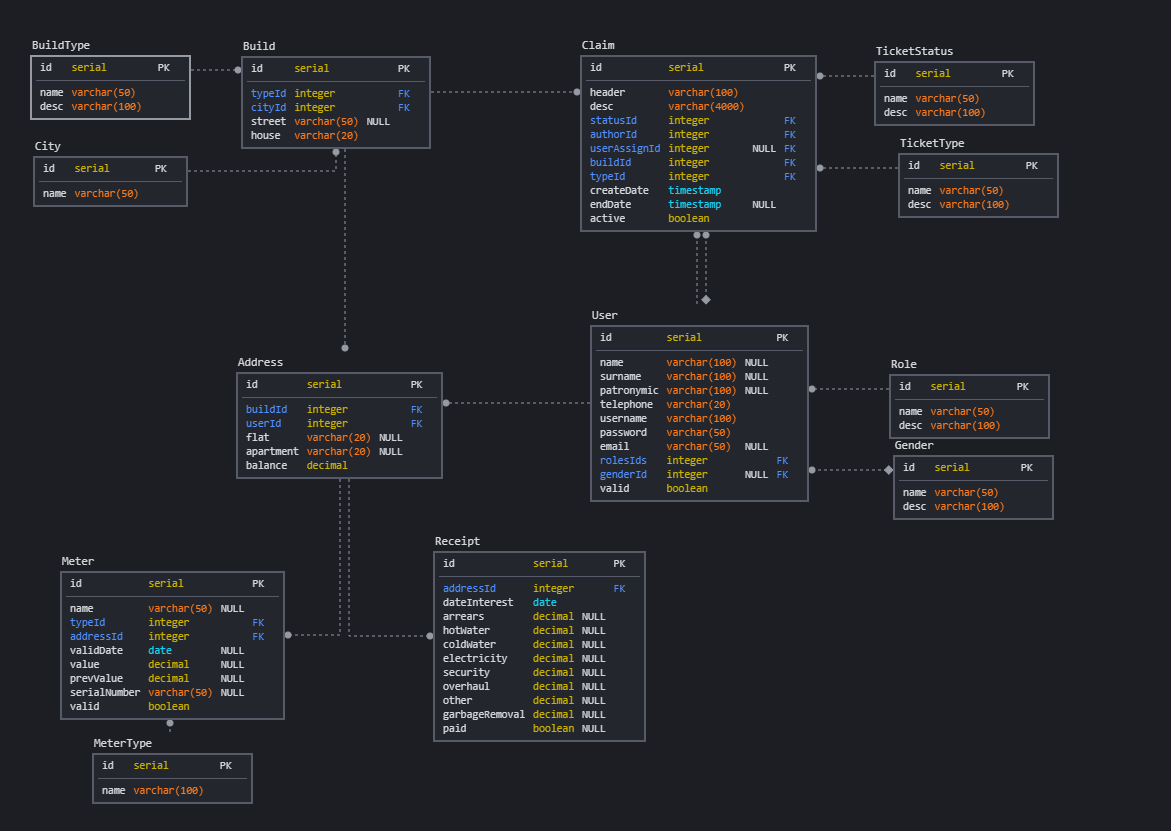 BuildType
id serial PK
name varchar(50)
desc varchar(100)
Build
id serial PK
typeId integer FK
cityId integer FK
street varchar(50) NULL
house varchar(20)
City
id serial PK
name varchar(50)
Claim
id serial PK
header varchar(100)
desc varchar(4000)
statusId integer FK
authorId integer FK
userAssignId integer NULL FK
buildId integer FK
typeId integer FK
createDate timestamp
endDate timestamp NULL
active boolean
TicketStatus
id serial PK
name varchar(50)
desc varchar(100)
TicketType
id serial PK
name varchar(50)
desc varchar(100)
User
id serial PK
name varchar(100) NULL
surname varchar(100) NULL
patronymic varchar(100) NULL
telephone varchar(20)
username varchar(100)
password varchar(50)
email varchar(50) NULL
rolesIds integer FK
genderId integer NULL FK
valid boolean
Role
id serial PK
name varchar(50)
desc varchar(100)
Gender
id serial PK
name varchar(50)
desc varchar(100)
Address
id serial PK
buildId integer FK
userId integer FK
flat varchar(20) NULL
apartment varchar(20) NULL
balance decimal
Meter
id serial PK
name varchar(50) NULL
typeId integer FK
addressId integer FK
validDate date NULL
value decimal NULL
prevValue decimal NULL
serialNumber varchar(50) NULL
valid boolean
MeterType
id serial PK
name varchar(100)
Receipt
id serial PK
addressId integer FK
dateInterest date
arrears decimal NULL
hotWater decimal NULL
coldWater decimal NULL
electricity decimal NULL
security decimal NULL
overhaul decimal NULL
other decimal NULL
garbageRemoval decimal NULL
paid boolean NULL